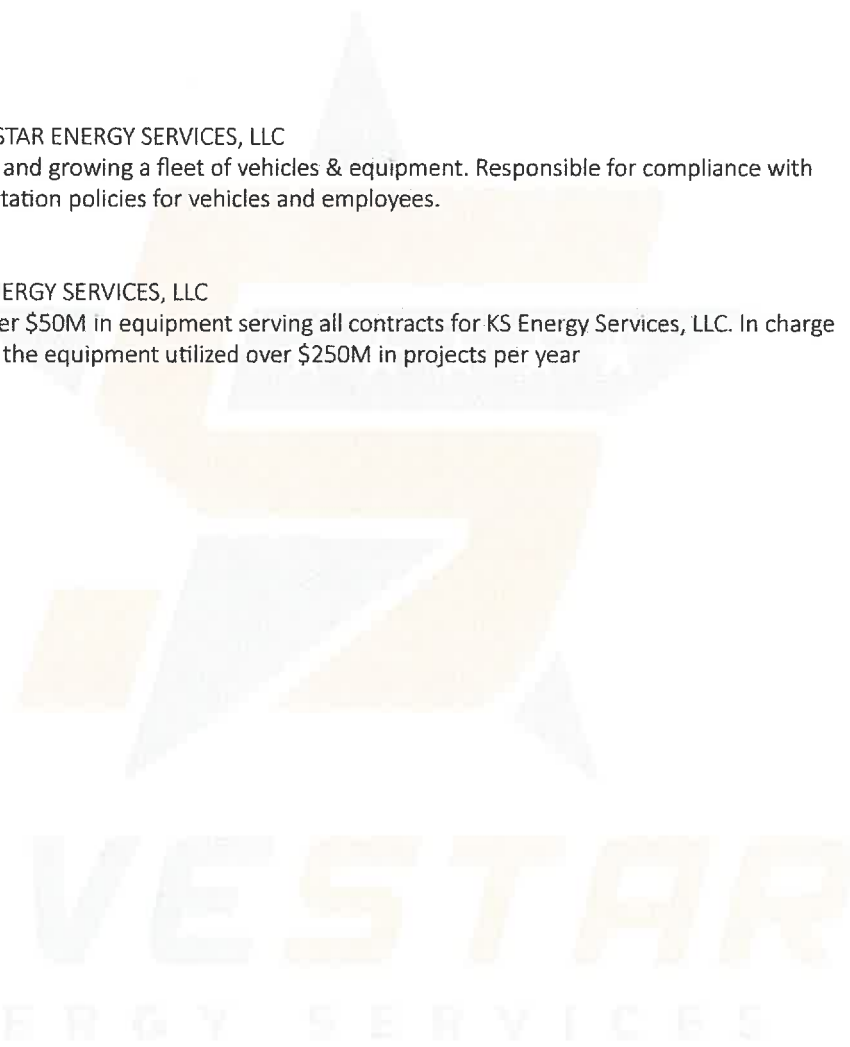 STAR ENERGY SERVICES, LLC
and growing a fleet of vehicles & equipment. Responsible for compliance with
tation policies for vehicles and employees.
ERGY SERVICES, LLC
er $50M in equipment serving all contracts for KS Energy Services, LLC. In charge
the equipment utilized over $250M in projects per year
VESTAR
ERGY SERVICES